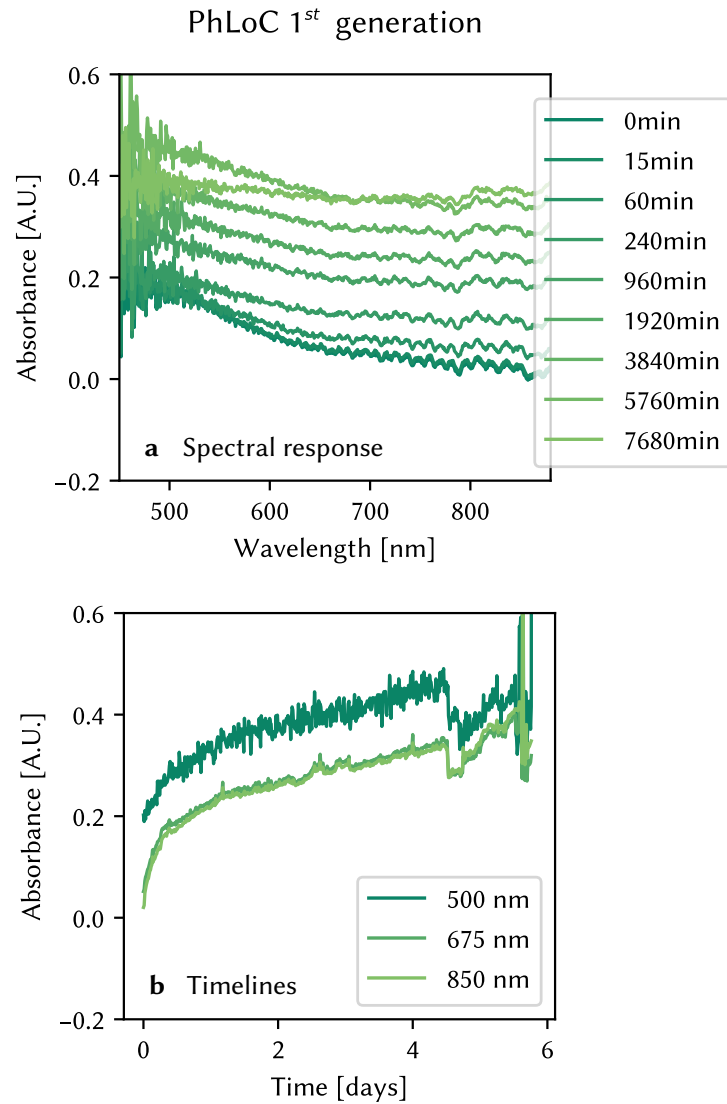 PhLoC 1st generation
0.6
0.4
0.2
0.0
−0.2
Absorbance [A.U.]
0min
15min
60min
240min
960min
1920min
3840min
5760min
7680min
a Spectral response
500 600 700 800
Wavelength [nm]
0.6
0.4
0.2
0.0
−0.2
Absorbance [A.U.]
500 nm
675 nm
850 nm
b Timelines
0 2 4 6
Time [days]